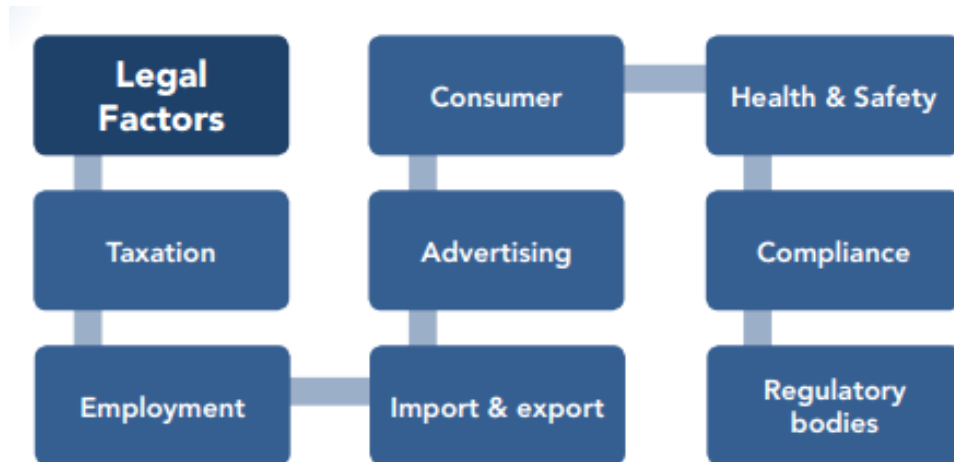 Legal
Factors
Taxation
Employment
Import & export
Advertising
Consumer
Health & Safety
Compliance
Regulatory
bodies